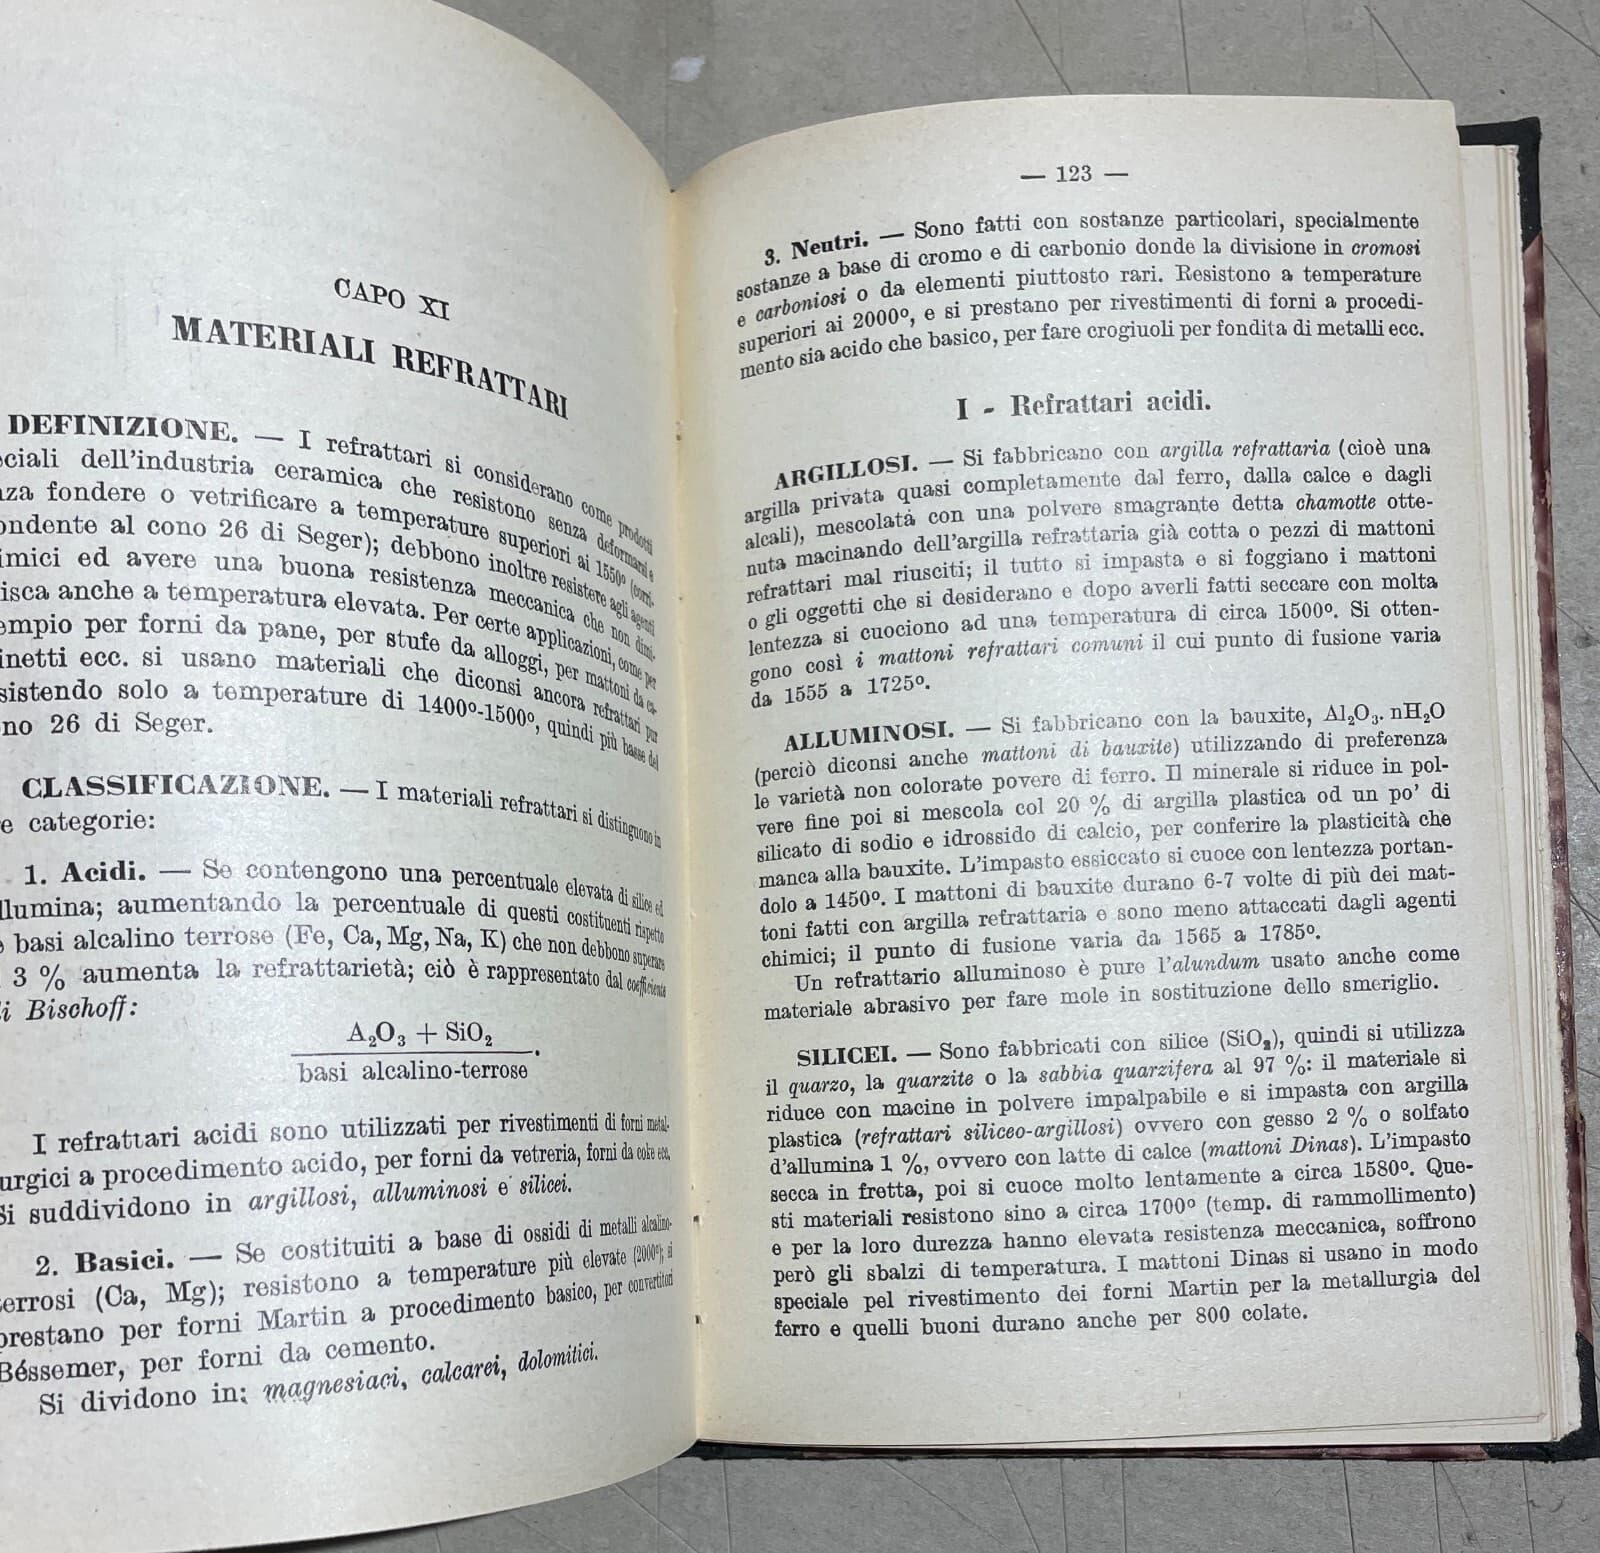 CAPO XI
MATERIALI REFRATTARI
DEFINIZIONE. — I refrattari si considerano come prodotti
ciali dell'industria ceramica che resistono senza deformarsi e
za fondere o vetrificare a temperature superiori ai 1550º (corri-
ondente al cono 26 di Seger); debbono inoltre resistere agli agenti
imici ed avere una buona resistenza meccanica che non dimi-
isca anche a temperatura elevata. Per certe applicazioni, come per
empio per forni da pane, per stufe da alloggi, per mattoni da ca-
inetti ecc. si usano materiali che diconsi ancora refrattari pur
sistendo solo a temperature di 1400º-1500º, quindi più basse del
no 26 di Seger.
CLASSIFICAZIONE. — I materiali refrattari si distinguono in
e categorie:
1. Acidi. — Se contengono una percentuale elevata di silice ed
llumina; aumentando la percentuale di questi costituenti rispetto
e basi alcalino terrose (Fe, Ca, Mg, Na, K) che non debbono superare
3 % aumenta la refrattarietà; ciò è rappresentato dal coefficiente
di Bischoff:
A₂O₃ + SiO₂
basi alcalino-terrose.
I refrattari acidi sono utilizzati per rivestimenti di forni metal-
urgici a procedimento acido, per forni da vetreria, forni da coke ecc.
Si suddividono in argillosi, alluminosi e silicei.
2. Basici. — Se costituiti a base di ossidi di metalli alcalino-
terrosi (Ca, Mg); resistono a temperature più elevate (2000º); si
prestano per forni Martin a procedimento basico, per convertitori
Béssemer, per forni da cemento.
Si dividono in: magnesiaci, calcarei, dolomitici.
— 123 —
3. Neutri. — Sono fatti con sostanze particolari, specialmente
sostanze a base di cromo e di carbonio donde la divisione in cromosi
e carboniosi o da elementi piuttosto rari. Resistono a temperature
superiori ai 2000º, e si prestano per rivestimenti di forni a procedi-
mento sia acido che basico, per fare crogiuoli per fondita di metalli ecc.
I - Refrattari acidi.
ARGILLOSI. — Si fabbricano con argilla refrattaria (cioè una
argilla privata quasi completamente dal ferro, dalla calce e dagli
alcali), mescolata con una polvere smagrante detta chamotte otte-
nuta macinando dell'argilla refrattaria già cotta o pezzi di mattoni
refrattari mal riusciti; il tutto si impasta e si foggiano i mattoni
o gli oggetti che si desiderano e dopo averli fatti seccare con molta
lentezza si cuociono ad una temperatura di circa 1500º. Si otten-
gono così i mattoni refrattari comuni il cui punto di fusione varia
da 1555 a 1725º.
ALLUMINOSI. — Si fabbricano con la bauxite, Al₂O₃. nH₂O
(perciò diconsi anche mattoni di bauxite) utilizzando di preferenza
le varietà non colorate povere di ferro. Il minerale si riduce in pol-
vere fine poi si mescola col 20 % di argilla plastica od un po' di
silicato di sodio e idrossido di calcio, per conferire la plasticità che
manca alla bauxite. L'impasto essiccato si cuoce con lentezza portan-
dolo a 1450º. I mattoni di bauxite durano 6-7 volte di più dei mat-
toni fatti con argilla refrattaria e sono meno attaccati dagli agenti
chimici; il punto di fusione varia da 1565 a 1785º.
Un refrattario alluminoso è pure l'alundum usato anche come
materiale abrasivo per fare mole in sostituzione dello smeriglio.
SILICEI. — Sono fabbricati con silice (SiO₂), quindi si utilizza
il quarzo, la quarzite o la sabbia quarzifera al 97 %: il materiale si
riduce con macine in polvere impalpabile e si impasta con argilla
plastica (refrattari siliceo-argillosi) ovvero con gesso 2 % o solfato
d'allumina 1 %, ovvero con latte di calce (mattoni Dinas). L'impasto
secca in fretta, poi si cuoce molto lentamente a circa 1580º. Que-
sti materiali resistono sino a circa 1700º (temp. di rammollimento)
e per la loro durezza hanno elevata resistenza meccanica, soffrono
però gli sbalzi di temperatura. I mattoni Dinas si usano in modo
speciale pel rivestimento dei forni Martin per la metallurgia del
ferro e quelli buoni durano anche per 800 colate.